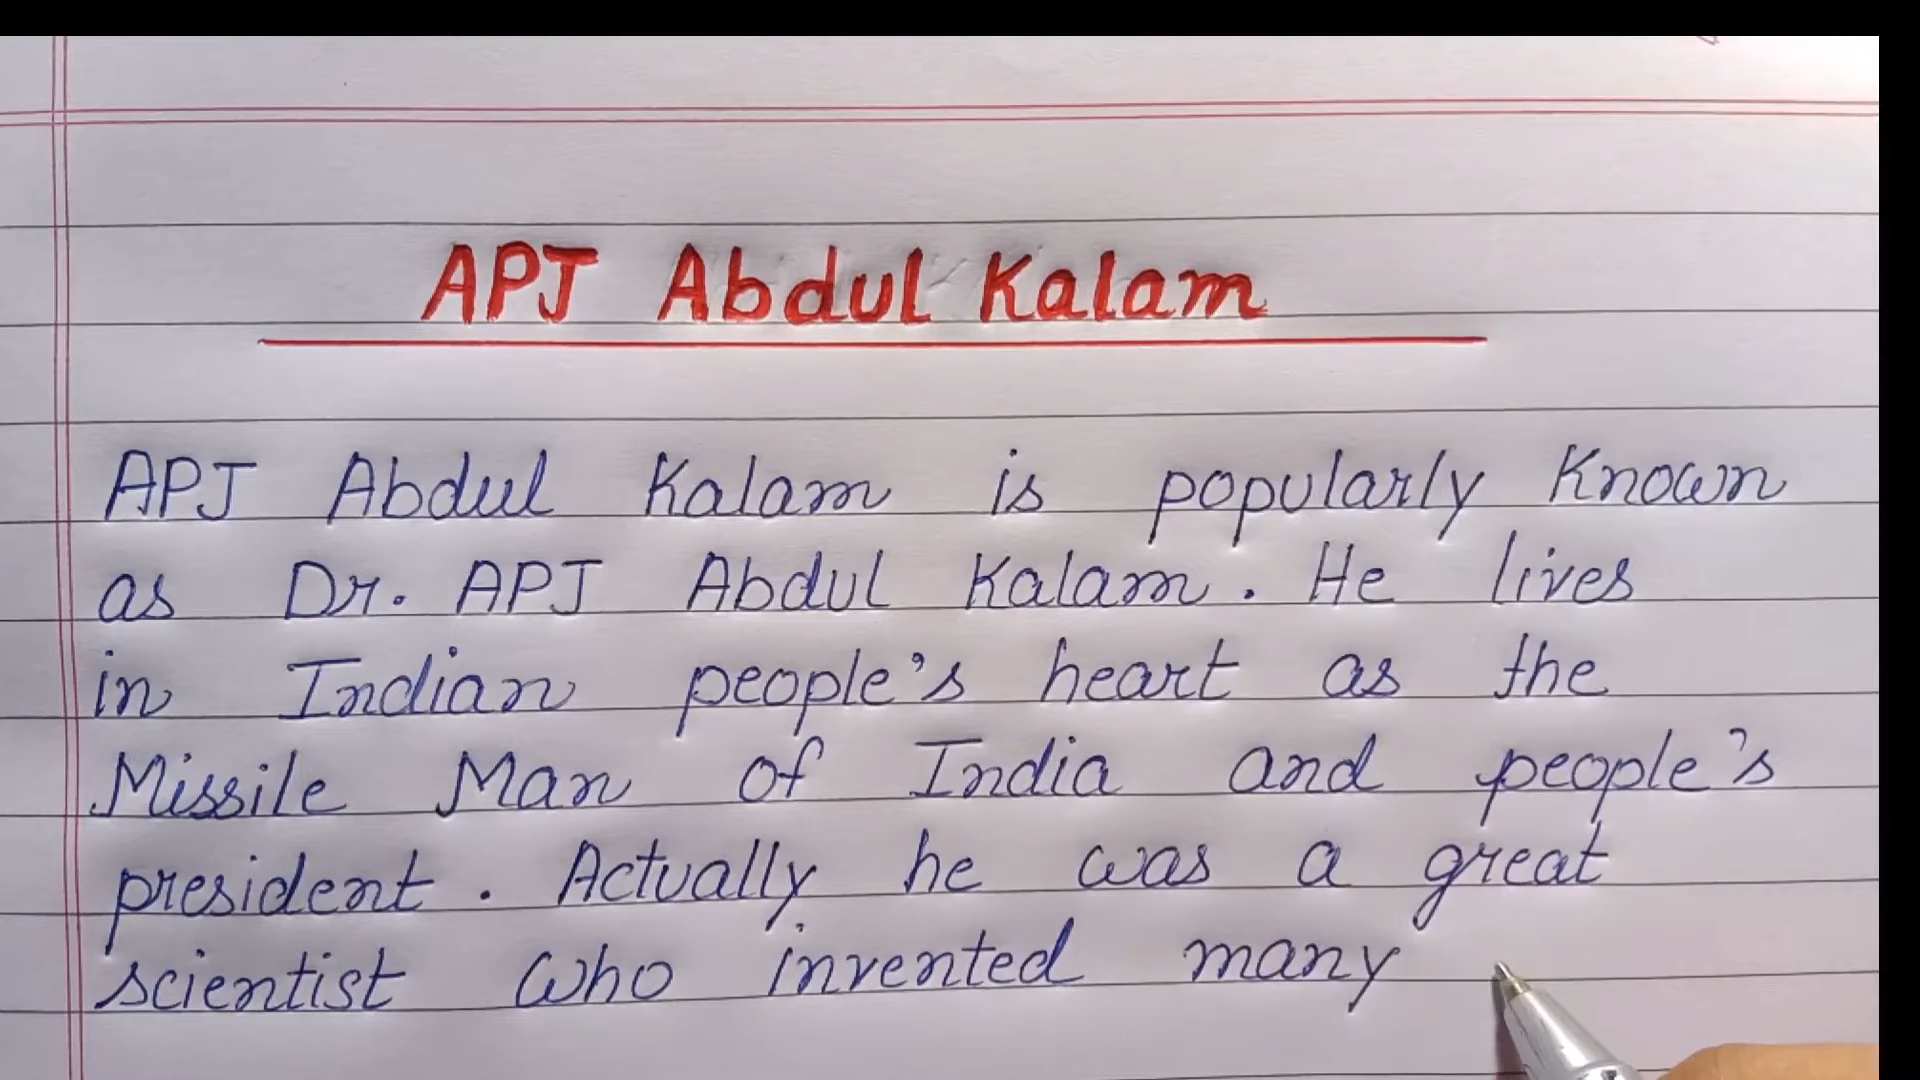 APJ Abdul Kalam
APJ Abdul Kalam is popularly Known
as Dr. APJ Abdul Kalam. He lives
in Indian people's heart as the
Missile Man of India and people's
president. Actually he was a great
scientist who invented many